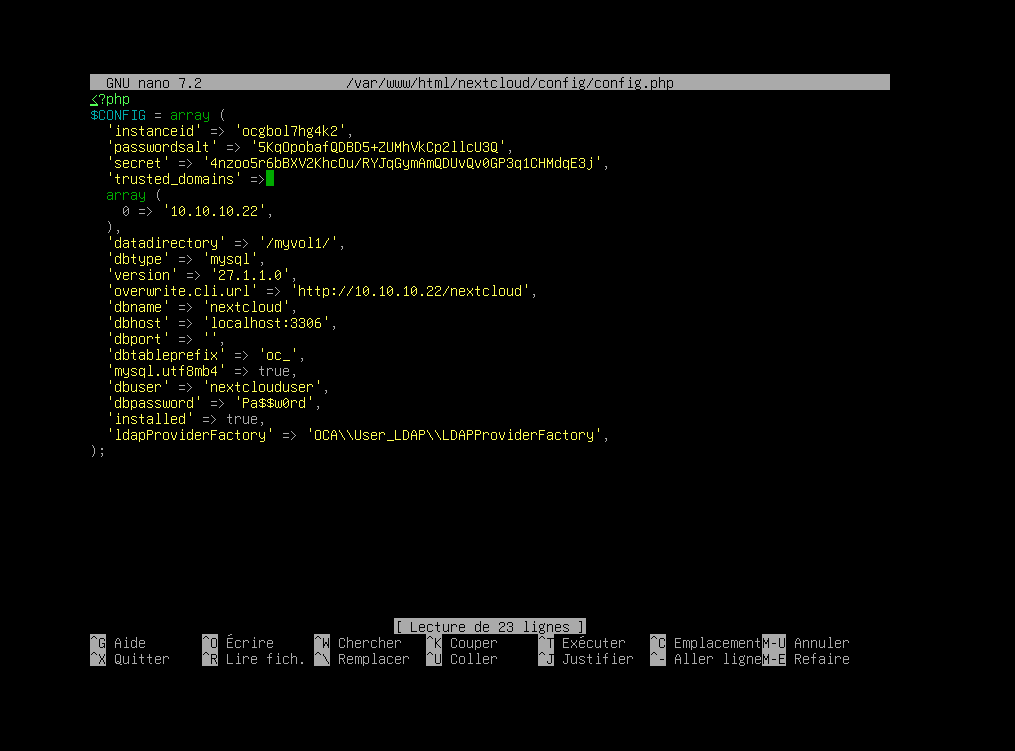 GNU nano 7.2 /var/www/html/nextcloud/config/config.php
<?php
$CONFIG = array (
'instanceid' => 'ocgbol7hg4k2',
'passwordsalt' => '5KqOpobafQDBD5+ZUMhVkCp2llcU3Q',
'secret' => '4nzoo5r6bBXV2KhcOu/RYJqGymAmQDUvQv0GP3q1CHMdqE3j',
'trusted_domains' =>
array (
0 => '10.10.10.22',
),
'datadirectory' => '/myvol1/',
'dbtype' => 'mysql',
'version' => '27.1.1.0',
'overwrite.cli.url' => 'http://10.10.10.22/nextcloud',
'dbname' => 'nextcloud',
'dbhost' => 'localhost:3306',
'dbport' => '',
'dbtableprefix' => 'oc_',
'mysql.utf8mb4' => true,
'dbuser' => 'nextclouduser',
'dbpassword' => 'Pa$$w0rd',
'installed' => true,
'ldapProviderFactory' => 'OCA\\User_LDAP\\LDAPProviderFactory',
);
[ Lecture de 23 lignes ]
^G Aide ^O Écrire ^W Chercher ^K Couper ^T Exécuter ^C Emplacement M-U Annuler
^X Quitter ^R Lire fich. ^\ Remplacer ^U Coller ^J Justifier ^- Aller ligne M-E Refaire